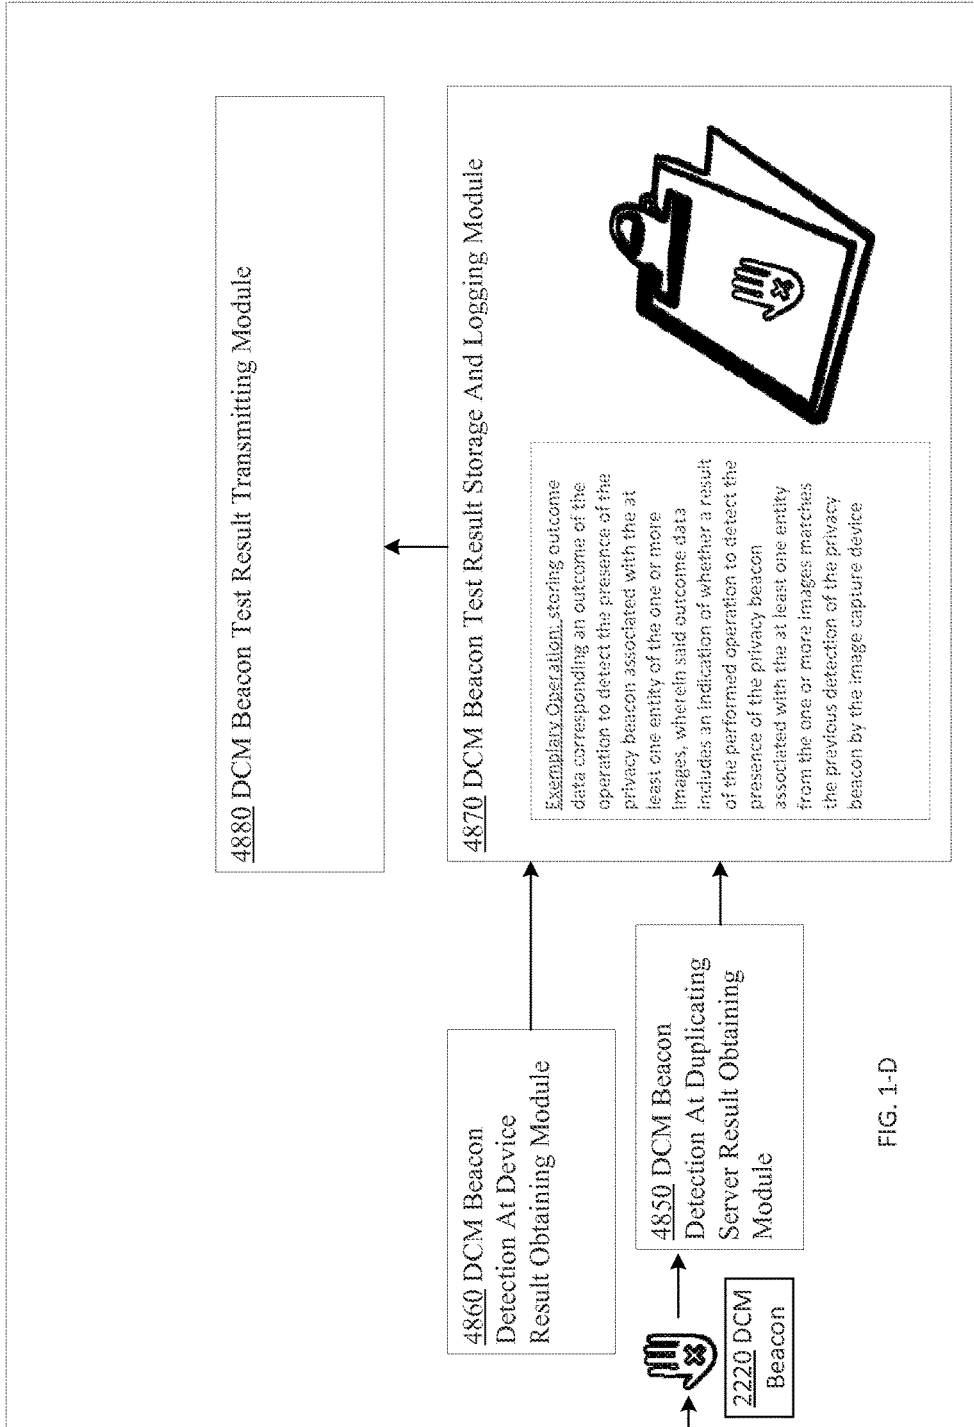 4880 DCM Beacon Test Result Transmitting Module
4870 DCM Beacon Test Result Storage And Logging Module
Exemplary Operation: storing outcome
data corresponding an outcome of the
operation to detect the presence of the
privacy beacon associated with the at
least one entity of the one or more
images, wherein said outcome data
includes an indication of whether a result
of the performed operation to detect the
presence of the privacy beacon
associated with the at least one entity
from the one or more images matches
the previous detection of the privacy
beacon by the image capture device
4860 DCM Beacon
Detection At Device
Result Obtaining Module
4850 DCM Beacon
Detection At Duplicating
Server Result Obtaining
Module
2220 DCM
Beacon
FIG. 1-D